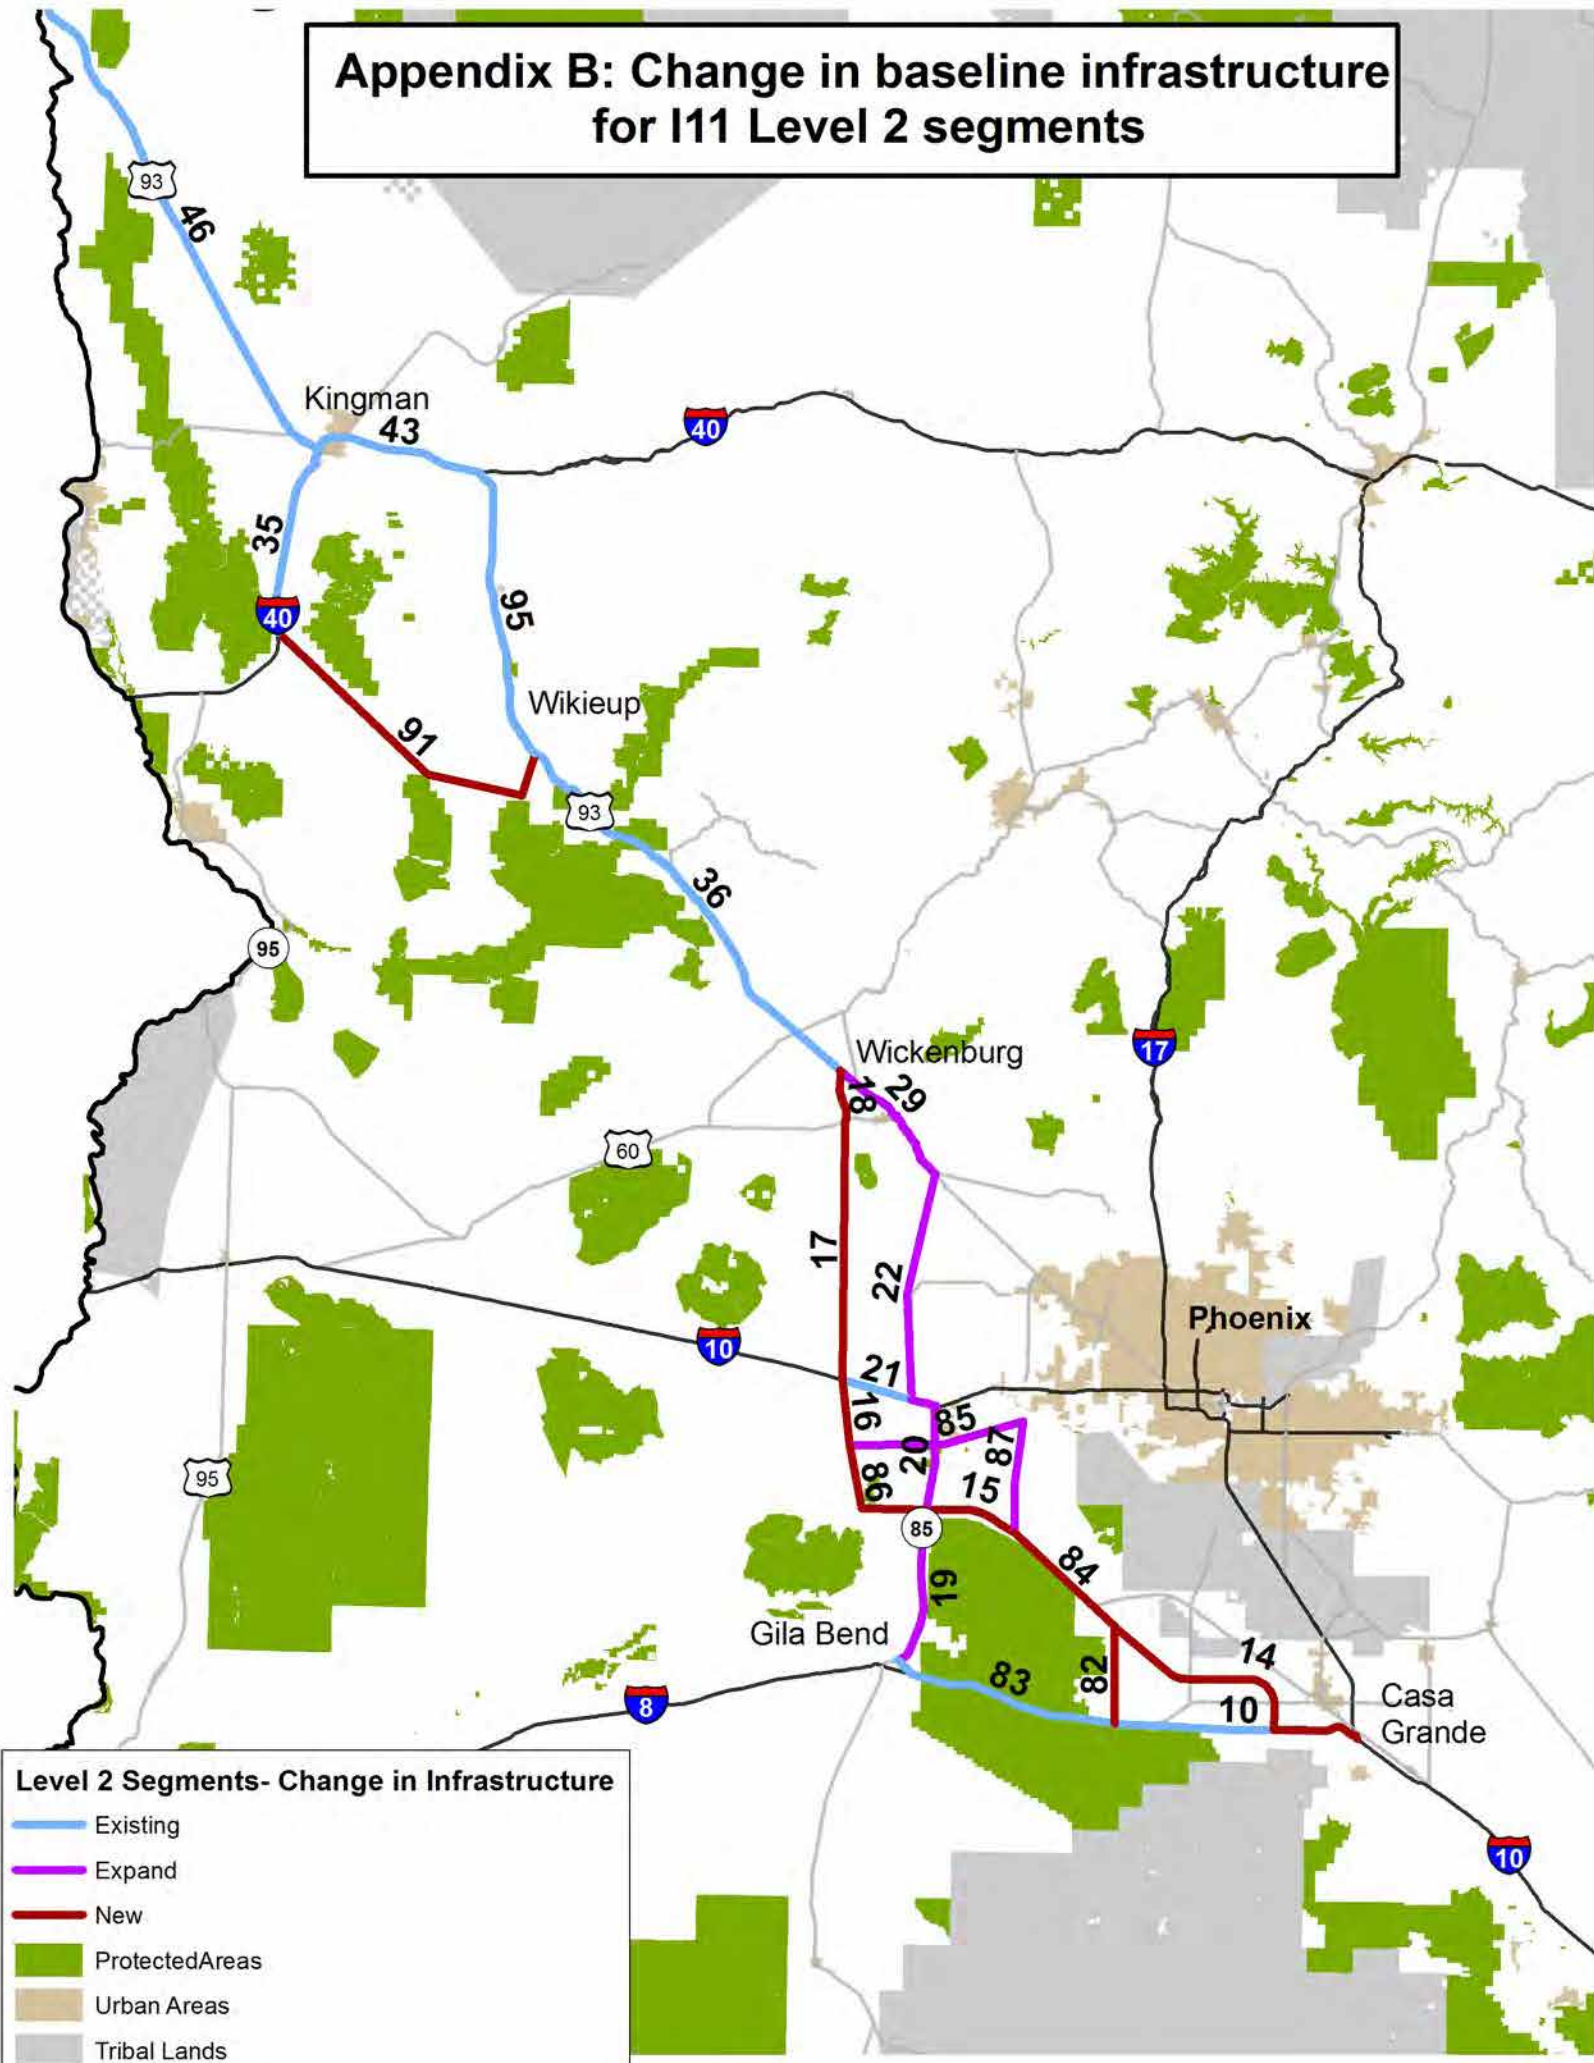 Appendix B: Change in baseline infrastructure
for I11 Level 2 segments
93
46
Kingman
43
40
35
40
95
Wikieup
91
93
36
95
17
Wickenburg
18
29
60
17
22
Phoenix
10
21
16
85
87
20
95
86
15
85
84
19
Gila Bend
14
82
83
8
10
Casa
Grande
10
Level 2 Segments- Change in Infrastructure
Existing
Expand
New
ProtectedAreas
Urban Areas
Tribal Lands